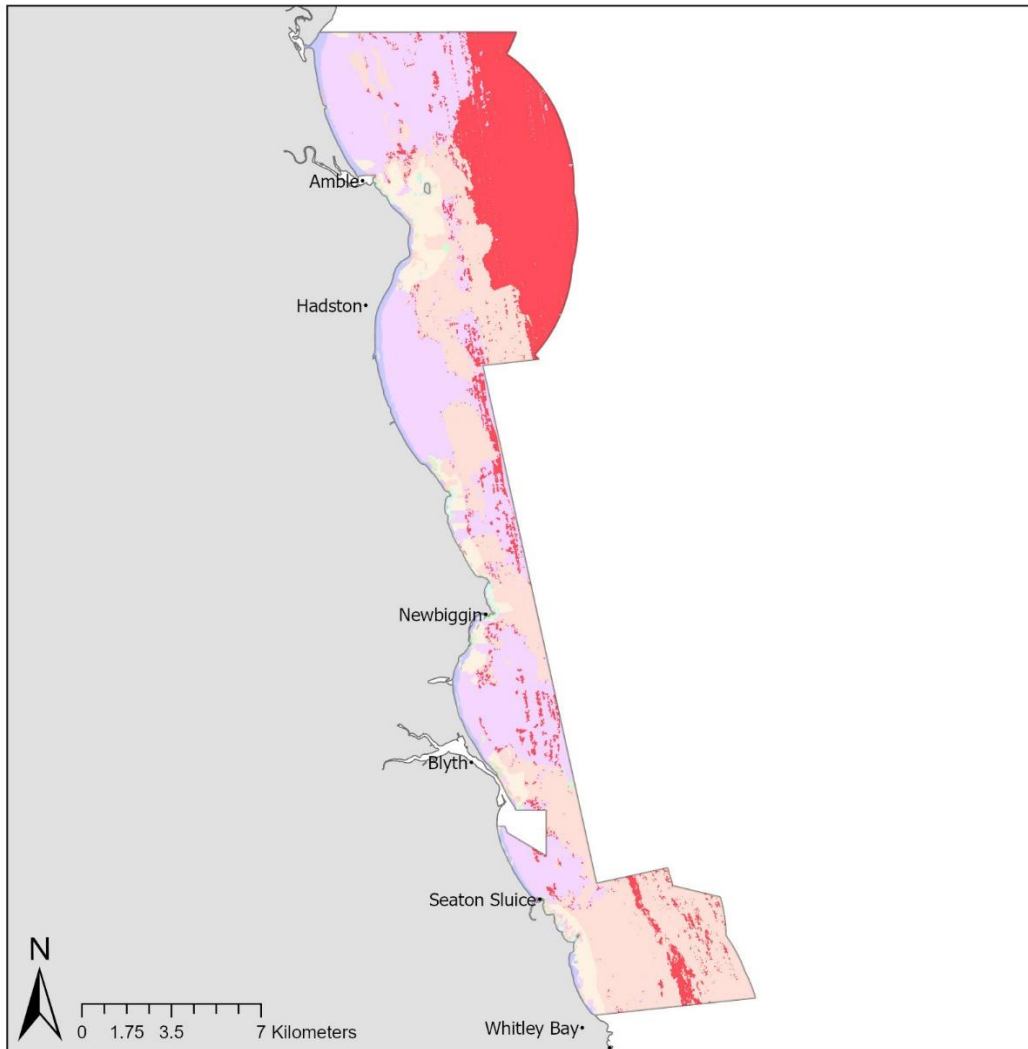 Amble
Hadston
Newbiggin
Blyth
Seaton Sluice
N
0 1.75 3.5 7 Kilometers
Whitley Bay